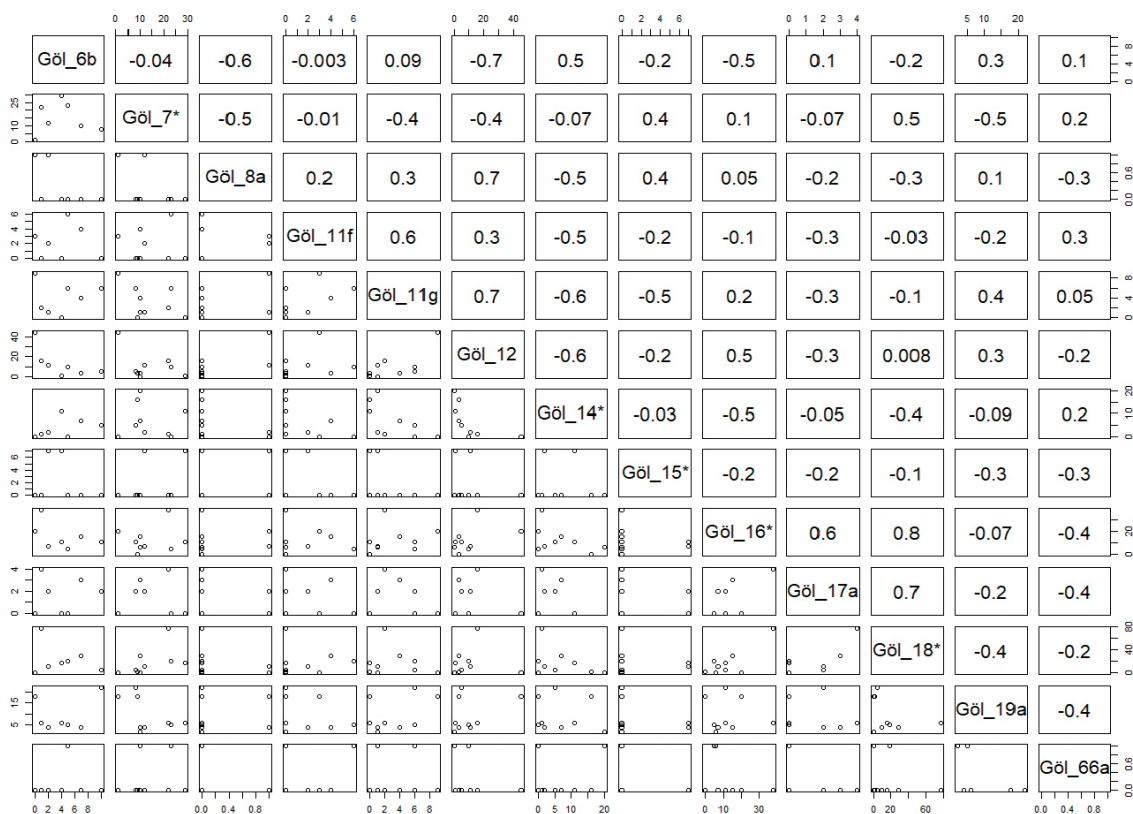 0 10 20 30 0 2 4 6 0 20 40 0 2 4 6 0 1 2 3 4 5 10 20
Göl_6b -0.04 -0.6 -0.003 0.09 -0.7 0.5 -0.2 -0.5 0.1 -0.2 0.3 0.1 0 4 8
0 10 25 Göl_7* -0.5 -0.01 -0.4 -0.4 -0.07 0.4 0.1 -0.07 0.5 -0.5 0.2
Göl_8a 0.2 0.3 0.7 -0.5 0.4 0.05 -0.2 -0.3 0.1 -0.3 0.0 0.6
0 2 4 6 Göl_11f 0.6 0.3 -0.5 -0.2 -0.1 -0.3 -0.03 -0.2 0.3
Göl_11g 0.7 -0.6 -0.5 0.2 -0.3 -0.1 0.4 0.05 0 4 8
0 20 40 Göl_12 -0.6 -0.2 0.5 -0.3 0.008 0.3 -0.2
Göl_14* -0.03 -0.5 -0.05 -0.4 -0.09 0.2 0 10 20
0 2 4 6 Göl_15* -0.2 -0.2 -0.1 -0.3 -0.3
Göl_16* 0.6 0.8 -0.07 -0.4 0 20
0 2 4 Göl_17a 0.7 -0.2 -0.4
Göl_18* -0.4 -0.2 0 40 80
5 15 Göl_19a -0.4
Göl_66a 0.0 0.6
0 2 4 6 8 0.0 0.4 0.8 0 2 4 6 8 0 5 10 20 0 10 30 0 20 40 60 0.0 0.4 0.8